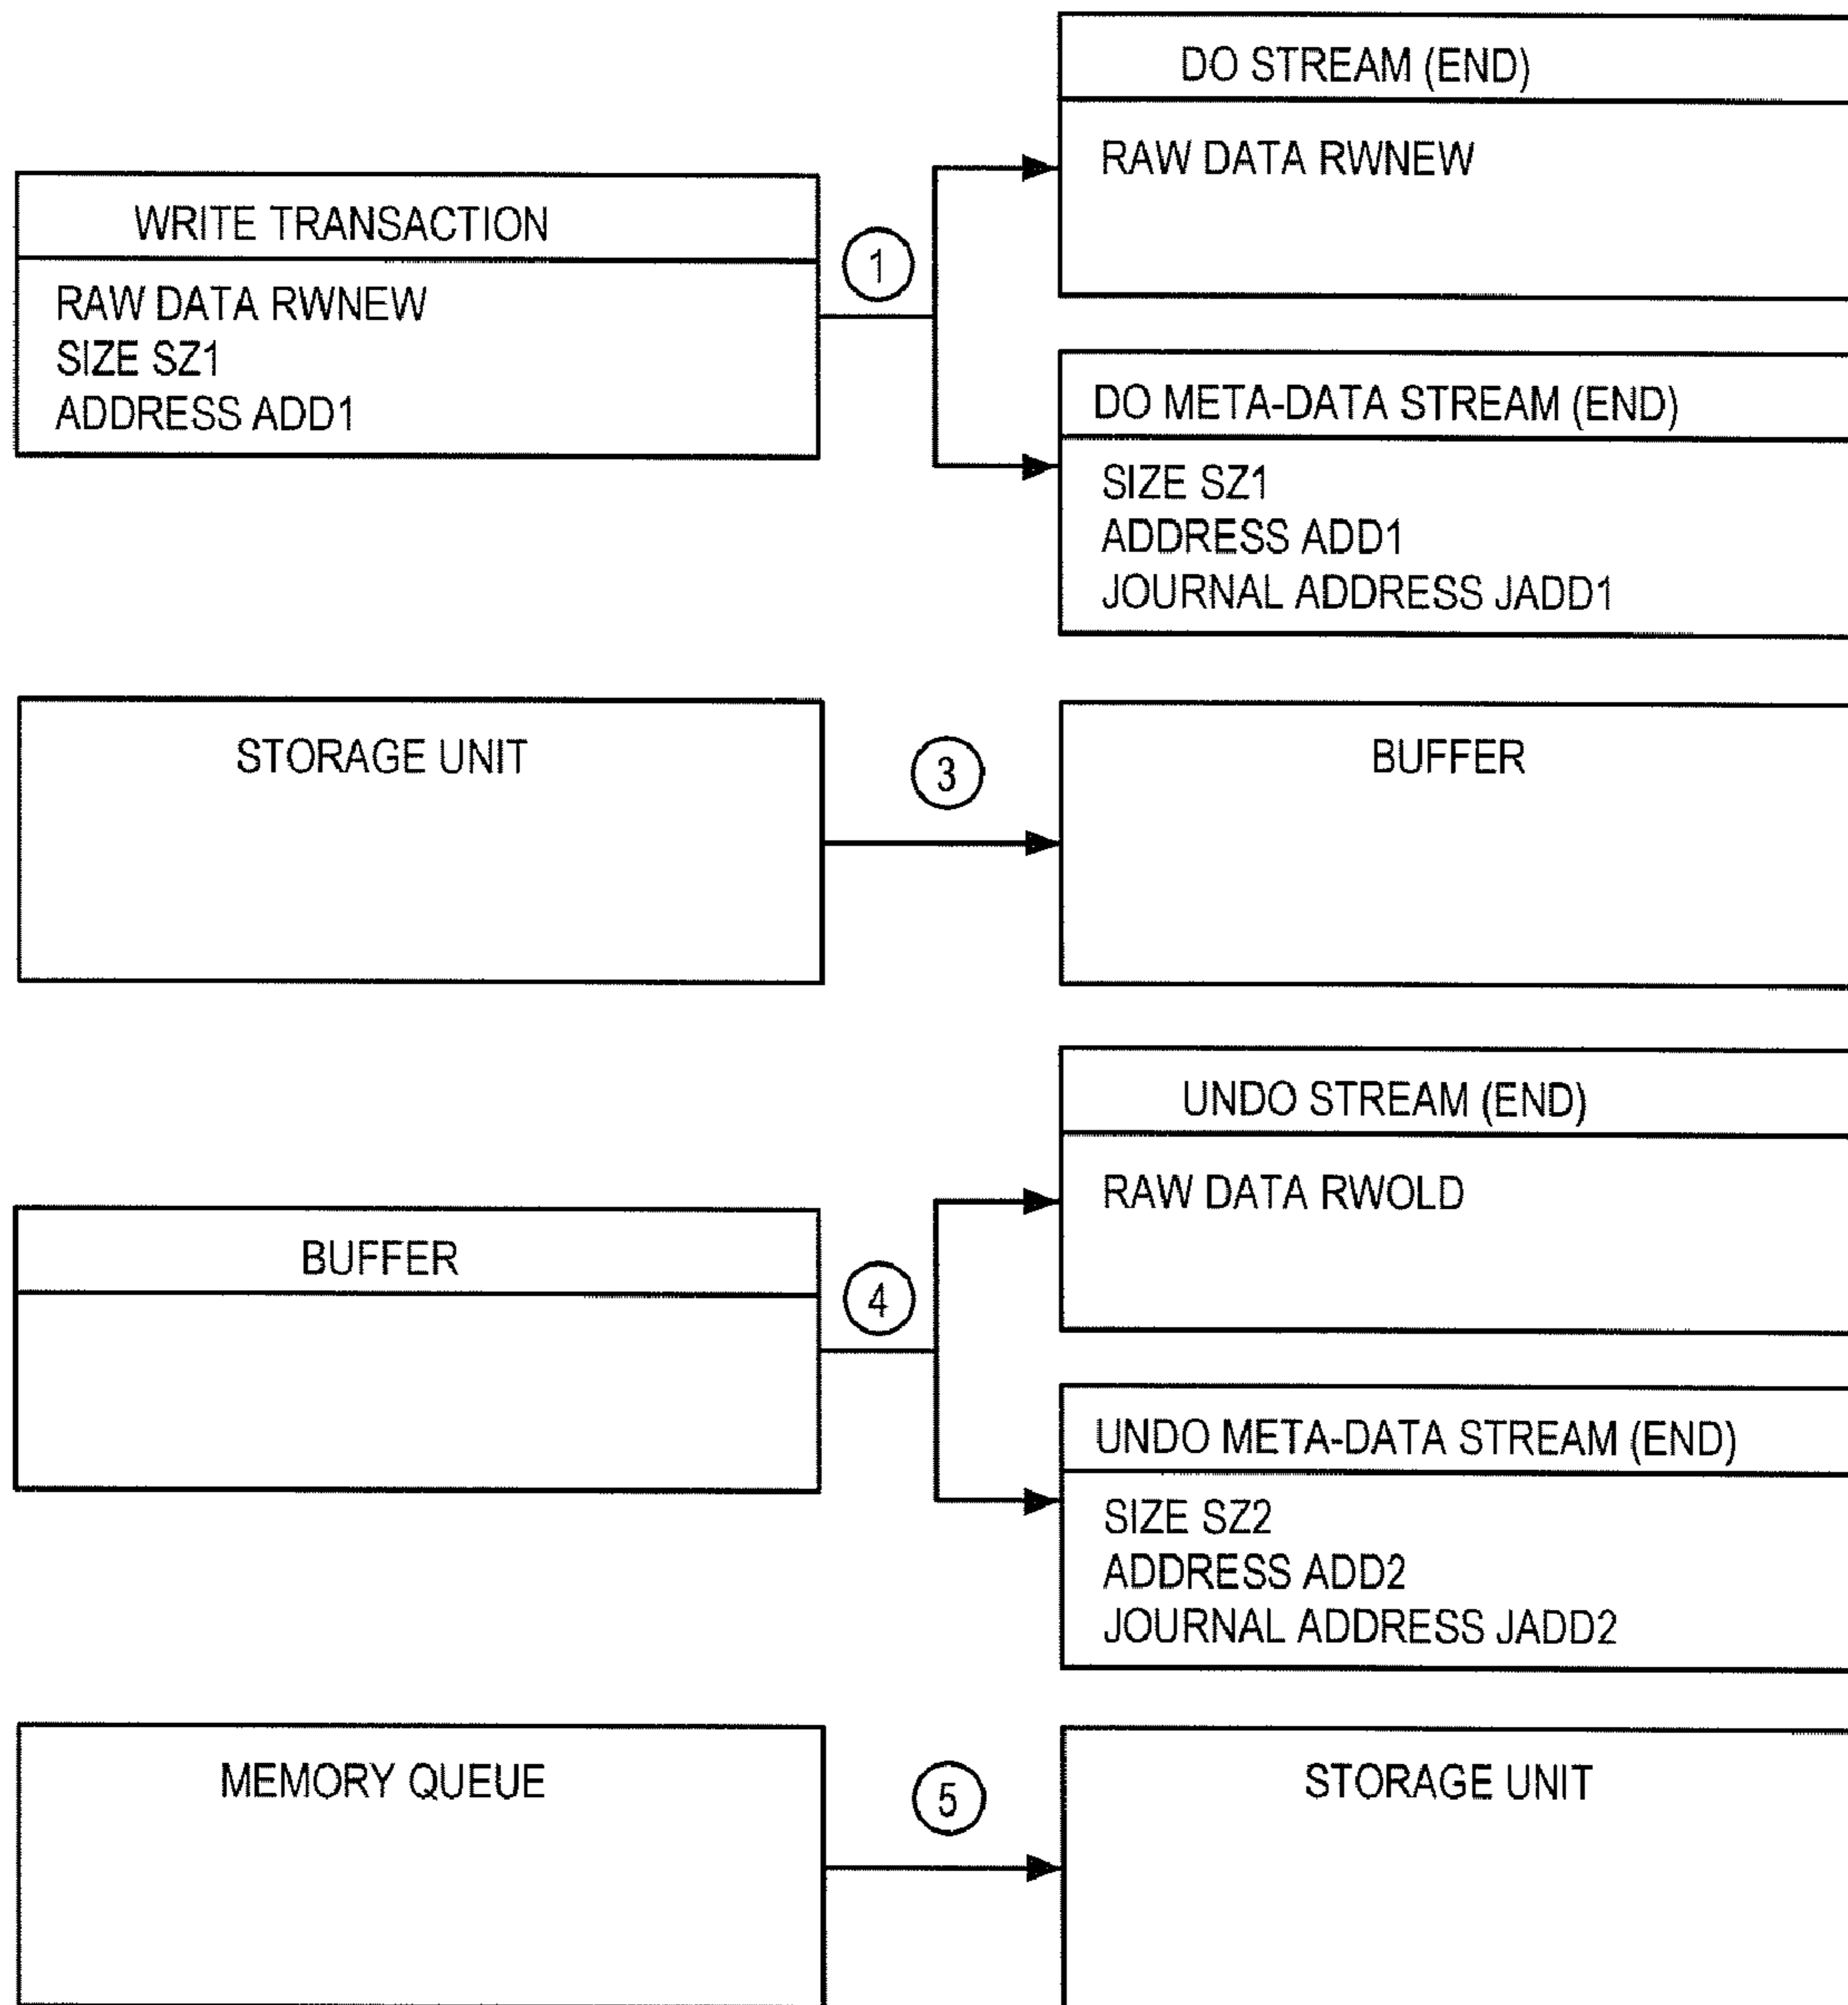 DO STREAM (END)
RAW DATA RWNEW
WRITE TRANSACTION
RAW DATA RWNEW
SIZE SZ1
ADDRESS ADD1
1
DO META-DATA STREAM (END)
SIZE SZ1
ADDRESS ADD1
JOURNAL ADDRESS JADD1
STORAGE UNIT
3
BUFFER
UNDO STREAM (END)
RAW DATA RWOLD
BUFFER
4
UNDO META-DATA STREAM (END)
SIZE SZ2
ADDRESS ADD2
JOURNAL ADDRESS JADD2
MEMORY QUEUE
5
STORAGE UNIT